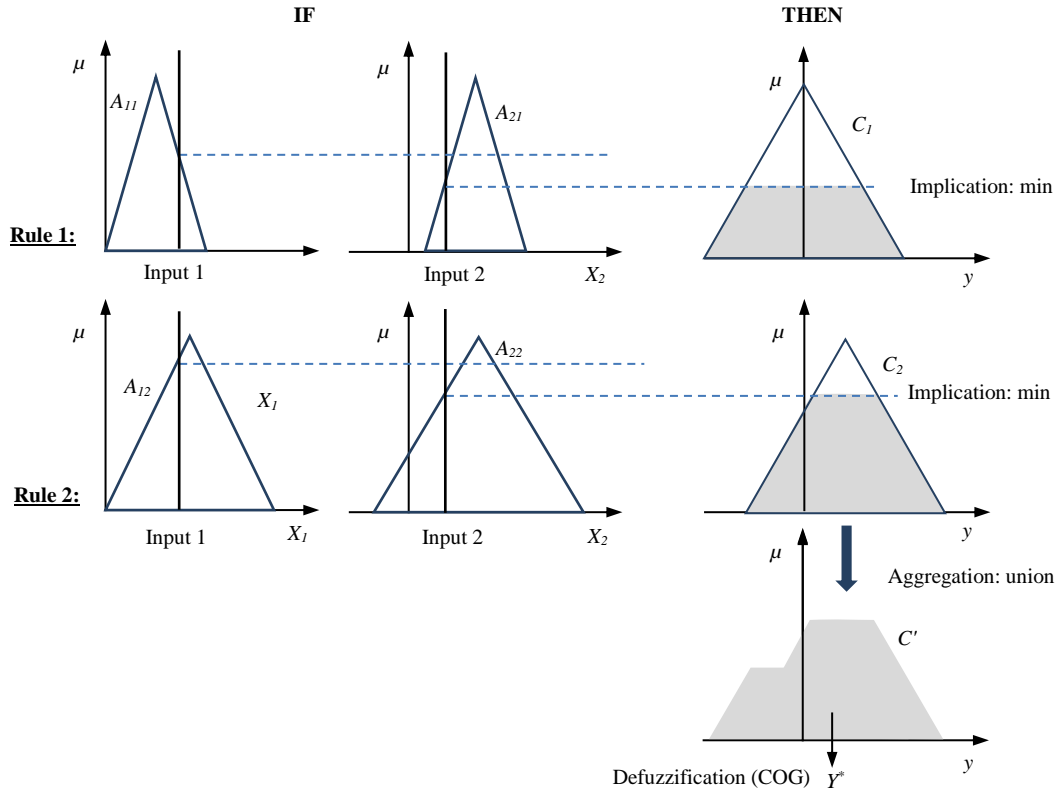 IF
THEN
μ
A11
μ
A21
μ
C1
Implication: min
Rule 1:
Input 1
Input 2
X2
y
μ
A12
X1
μ
A22
μ
C2
Implication: min
Rule 2:
Input 1
X1
Input 2
X2
y
μ
Aggregation: union
C'
y
Defuzzification (COG) Y*